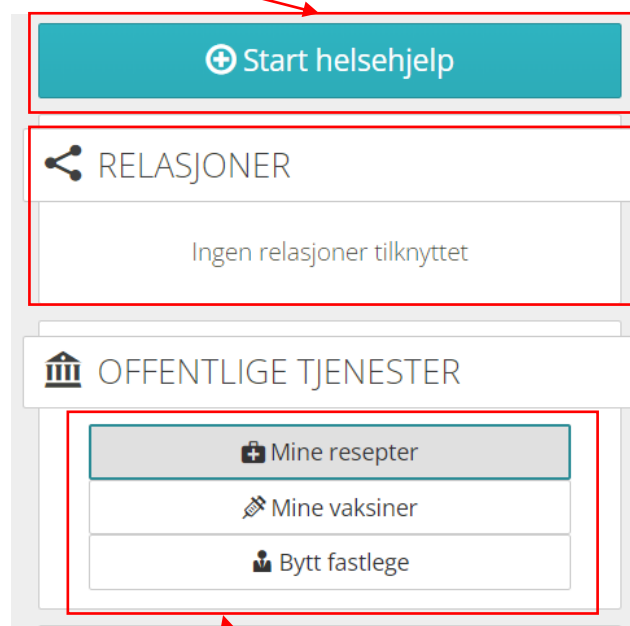 Start helsehjelp
RELASJONER
Ingen relasjoner tilknyttet
OFFENTLIGE TJENESTER
Mine resepter
Mine vaksiner
Bytt fastlege